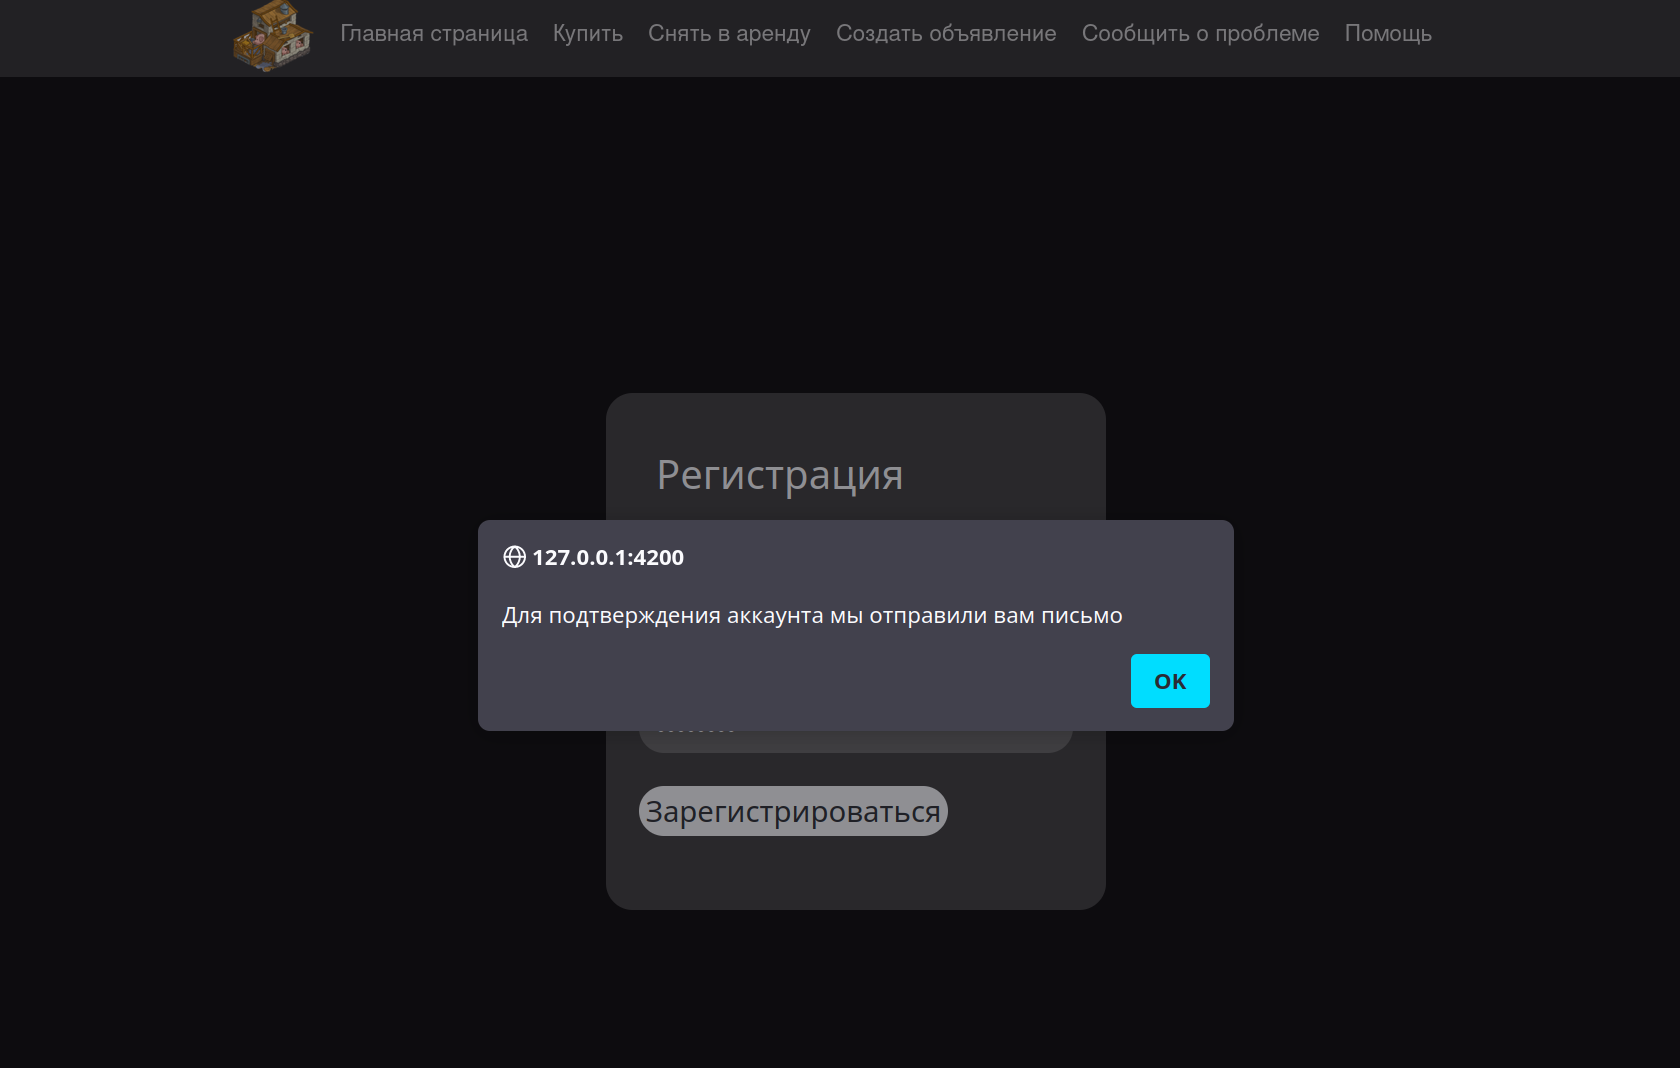 Главная страница Купить Снять в аренду Создать объявление Сообщить о проблеме Помощь
Регистрация
127.0.0.1:4200
Для подтверждения аккаунта мы отправили вам письмо
OK
Зарегистрироваться